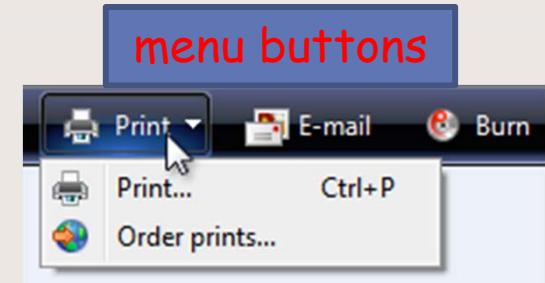 menu buttons
Print E-mail Burn
Print... Ctrl+P
Order prints...